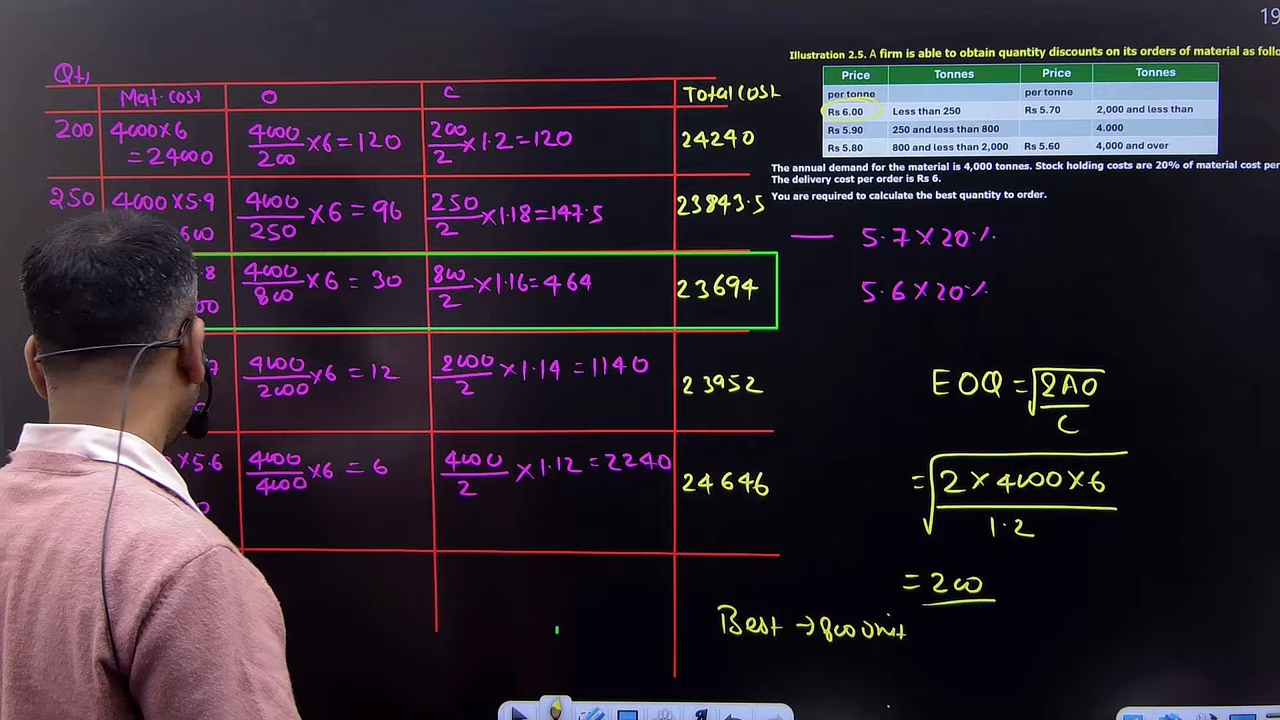 19
Illustration 2.5. A firm is able to obtain quantity discounts on its orders of material as follo
Price Tonnes Price Tonnes
per tonne per tonne
Rs 6.00 Less than 250 Rs 5.70 2,000 and less than
Rs 5.90 250 and less than 800 4.000
Rs 5.80 800 and less than 2,000 Rs 5.60 4,000 and over
The annual demand for the material is 4,000 tonnes. Stock holding costs are 20% of material cost per
The delivery cost per order is Rs 6.
You are required to calculate the best quantity to order.
Qty
Mat. cost O C Total cost
200 4000×6 = 24000 4000/200 ×6 = 120 200/2 ×1.2 = 120 24240
250 4000×5.9 600 4000/250 ×6 = 96 250/2 ×1.18 = 147.5 23843.5
.8 00 4000/800 ×6 = 30 800/2 ×1.16 = 464 23694
7 4000/2000 ×6 = 12 2000/2 ×1.14 = 1140 23952
×5.6 0 4000/4000 ×6 = 6 4000/2 ×1.12 = 2240 24646
— 5.7×20%
5.6×20%
EOQ = √2AO/C
= √2×4000×6/1.2
= 200
Best → 800 Unit